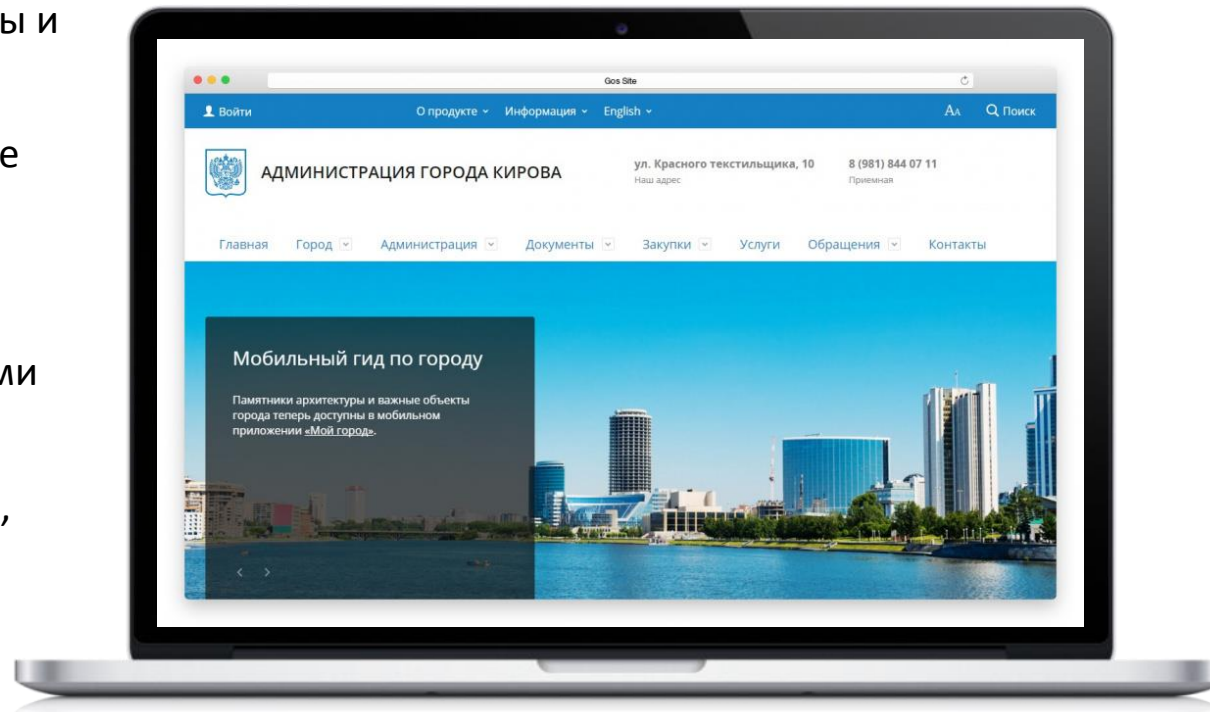 ы и
е
ми
,
ми
Gos Site
Войти О продукте Информация English Aᴀ Поиск
АДМИНИСТРАЦИЯ ГОРОДА КИРОВА
ул. Красного текстильщика, 10
Наш адрес
8 (981) 844 07 11
Приемная
Главная Город Администрация Документы Закупки Услуги Обращения Контакты
Мобильный гид по городу
Памятники архитектуры и важные объекты
города теперь доступны в мобильном
приложении «Мой город».